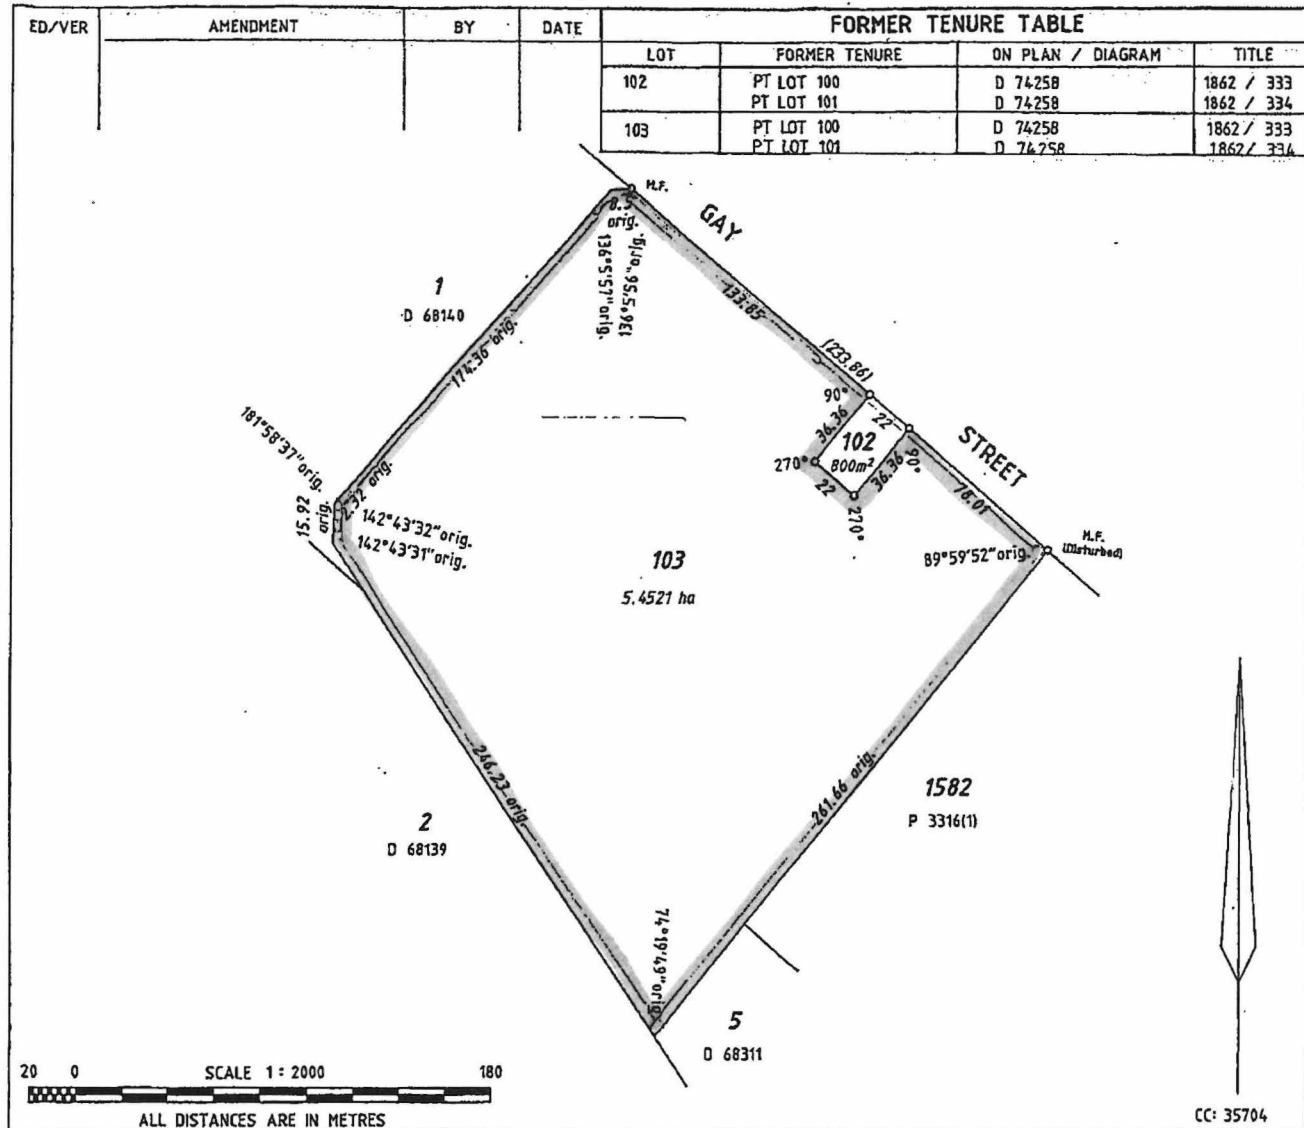 ED/VER AMENDMENT BY DATE
FORMER TENURE TABLE
LOT FORMER TENURE ON PLAN / DIAGRAM TITLE
102 PT LOT 100 D 74258 1862 / 333
PT LOT 101 D 74258 1862 / 334
103 PT LOT 100 D 74258 1862 / 333
PT LOT 101 D 74258 1862 / 334
M.F.
GAY
8.5
orig.
136°5'56" orig.
136°5'57" orig.
1
D 68140
133.85
174.36 orig.
(233.86)
90°
22
36.36
102
800m²
STREET
270°
36.36
90°
22
270°
78.01
181°58'37" orig.
2.32 orig.
15.92
orig.
142°43'32" orig.
142°43'31" orig.
M.F.
(Disturbed)
89°59'52" orig.
103
5.4521 ha
246.23 orig.
261.66 orig.
1582
P 3316(1)
2
D 68139
74°19'49" orig.
5
D 68311
20 0 SCALE 1 : 2000 180
ALL DISTANCES ARE IN METRES
CC: 35704